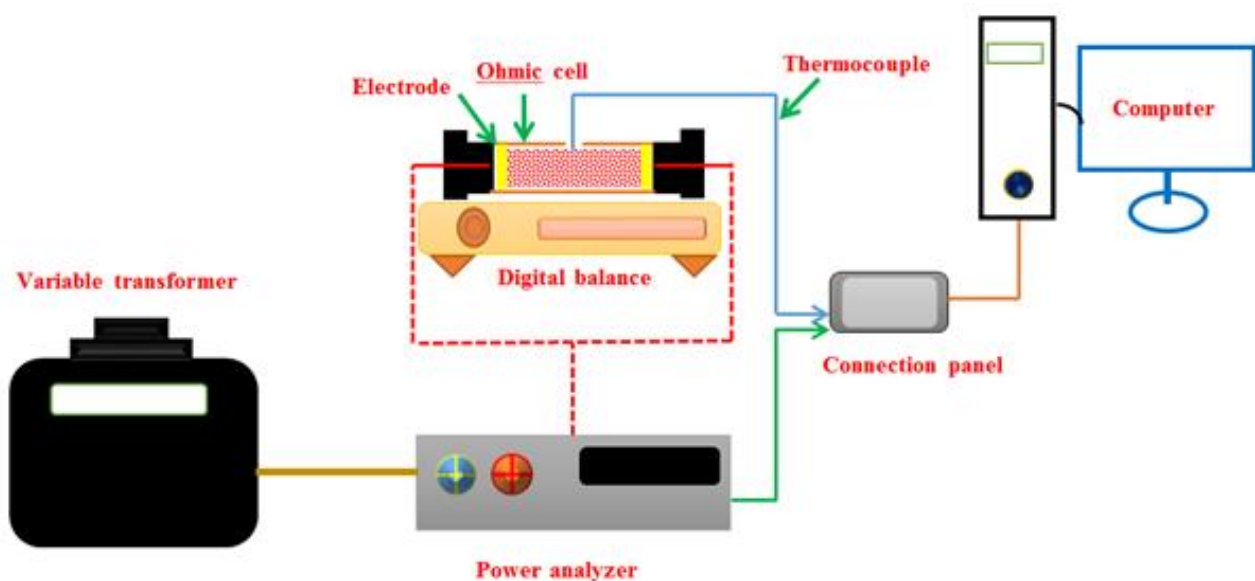 Ohmic cell
Electrode
Thermocouple
Computer
Digital balance
Variable transformer
Connection panel
Power analyzer